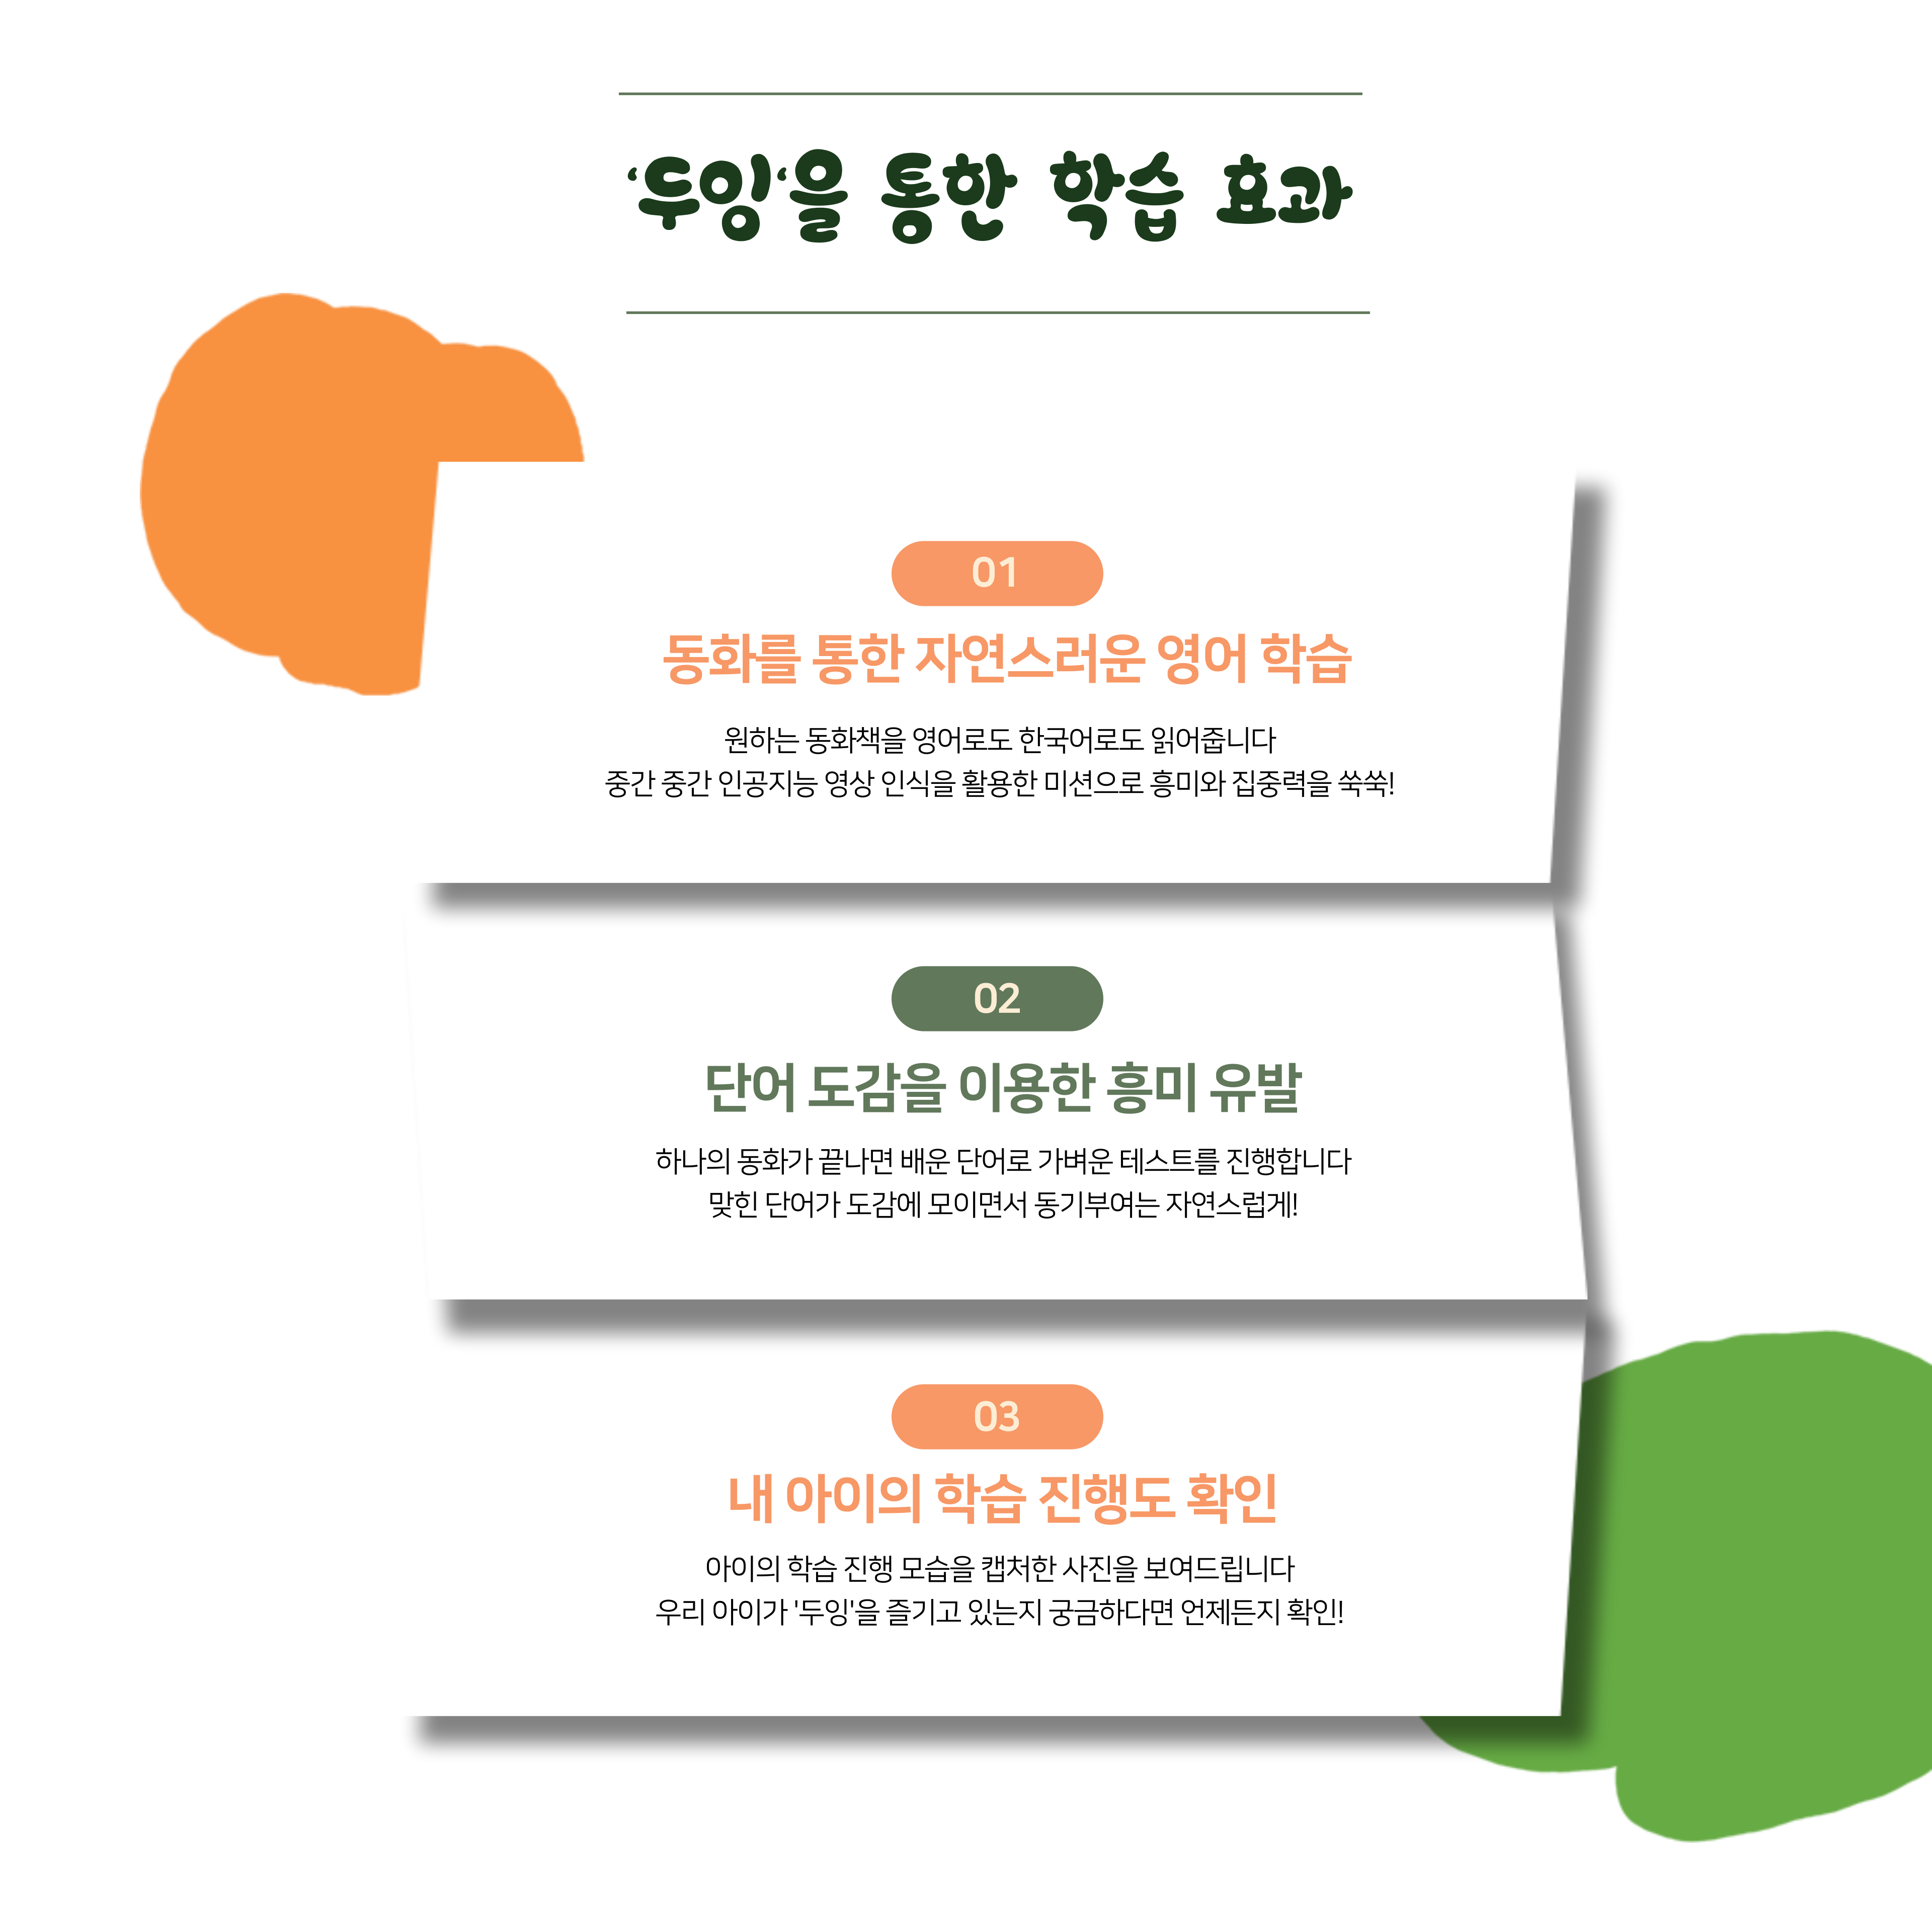 ‘두잉‘을 통한 학습 효과
01
동화를 통한 자연스러운 영어 학습
원하는 동화책을 영어로도 한국어로도 읽어줍니다
중간 중간 인공지능 영상 인식을 활용한 미션으로 흥미와 집중력을 쑥쑥!
02
단어 도감을 이용한 흥미 유발
하나의 동화가 끝나면 배운 단어로 가벼운 테스트를 진행합니다
맞힌 단어가 도감에 모이면서 동기부여는 자연스럽게!
03
내 아이의 학습 진행도 확인
아이의 학습 진행 모습을 캡처한 사진을 보여드립니다
우리 아이가 '두잉'을 즐기고 있는지 궁금하다면 언제든지 확인!